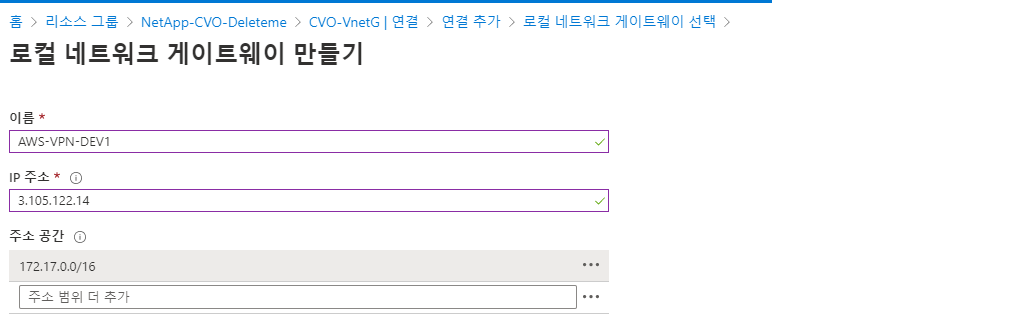 홈 > 리소스 그룹 > NetApp-CVO-Deleteme > CVO-VnetG | 연결 > 연결 추가 > 로컬 네트워크 게이트웨이 선택 >
로컬 네트워크 게이트웨이 만들기
이름 *
AWS-VPN-DEV1
IP 주소 *
3.105.122.14
주소 공간
172.17.0.0/16
주소 범위 더 추가